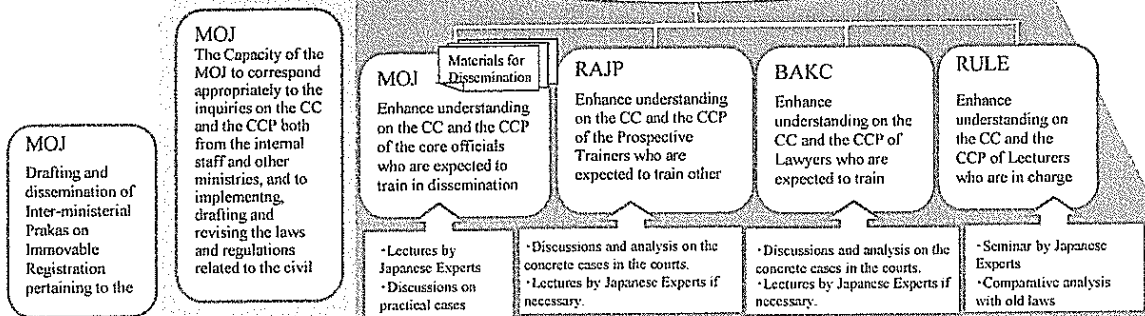 MOJ
Drafting and
dissemination of
Inter-ministerial
Prakas on
Immovable
Registration
pertaining to the
MOJ
The Capacity of the
MOJ to correspond
appropriately to the
inquiries on the CC
and the CCP both
from the internal
staff and other
ministries, and to
implementng,
drafting and
revising the laws
and regulations
related to the civil
MOJ
Materials for
Dissemination
Enhance understanding
on the CC and the CCP
of the core officials
who are expected to
train in dissemination
・Lectures by
Japanese Experts
・Discussions on
practical cases
RAJP
Enhance understanding
on the CC and the CCP
of the Prospective
Trainers who are
expected to train other
・Discussions and analysis on the
concrete cases in the courts.
・Lectures by Japanese Experts if
necessary.
BAKC
Enhance
understanding on the
CC and the CCP of
Lawyers who are
expected to train
・Discussions and analysis on the
concrete cases in the courts.
・Lectures by Japanese Experts if
necessary.
RULE
Enhance
understanding on
the CC and the
CCP of Lecturers
who are in charge
・Seminar by Japanese
Experts
・Comparative analysis
with old laws